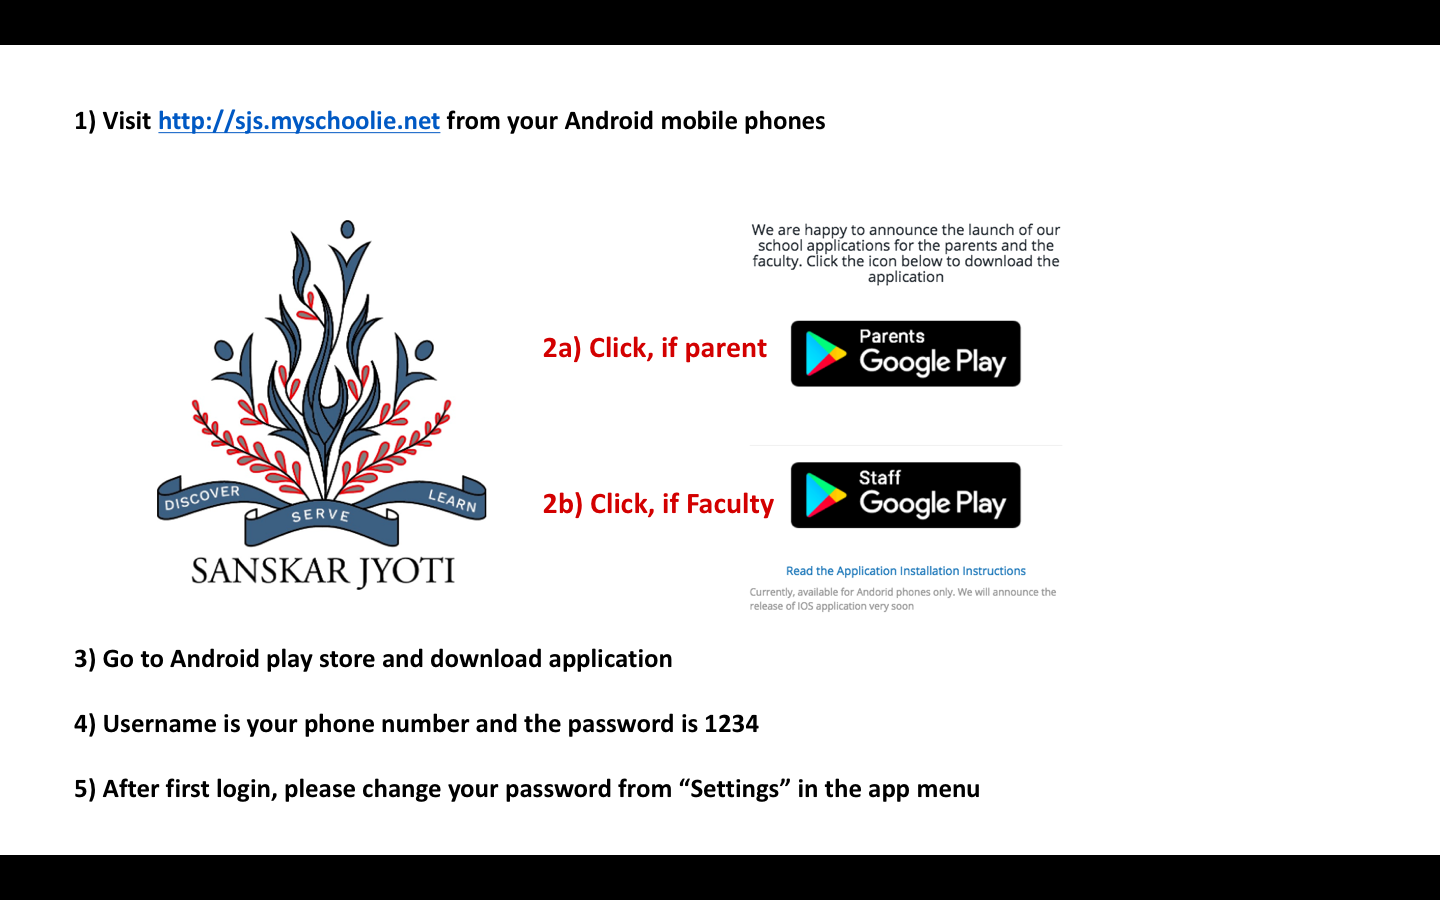 1) Visit http://sjs.myschoolie.net from your Android mobile phones
We are happy to announce the launch of our
school applications for the parents and the
faculty. Click the icon below to download the
application
2a) Click, if parent
Parents
Google Play
2b) Click, if Faculty
Staff
Google Play
DISCOVER
SERVE
LEARN
SANSKAR JYOTI
Read the Application Installation Instructions
Currently, available for Andorid phones only. We will announce the
release of IOS application very soon
3) Go to Android play store and download application
4) Username is your phone number and the password is 1234
5) After first login, please change your password from “Settings” in the app menu